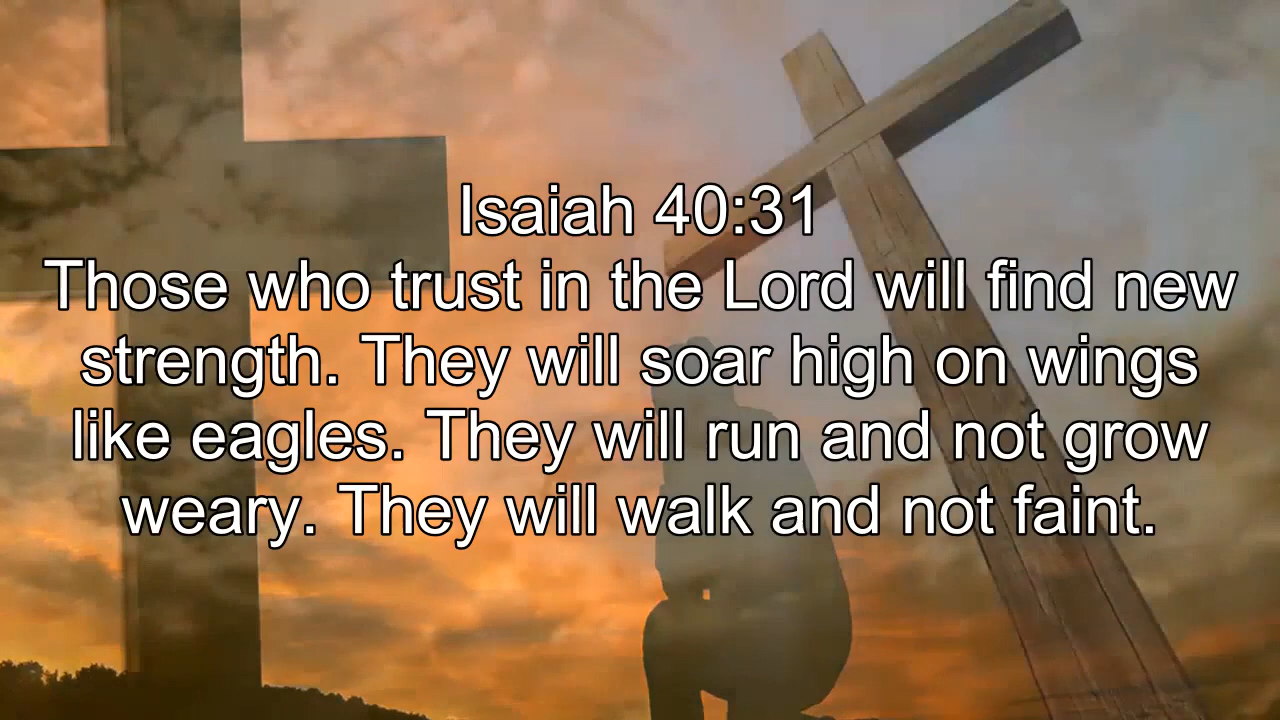 Isaiah 40:31
Those who trust in the Lord will find new
strength. They will soar high on wings
like eagles. They will run and not grow
weary. They will walk and not faint.